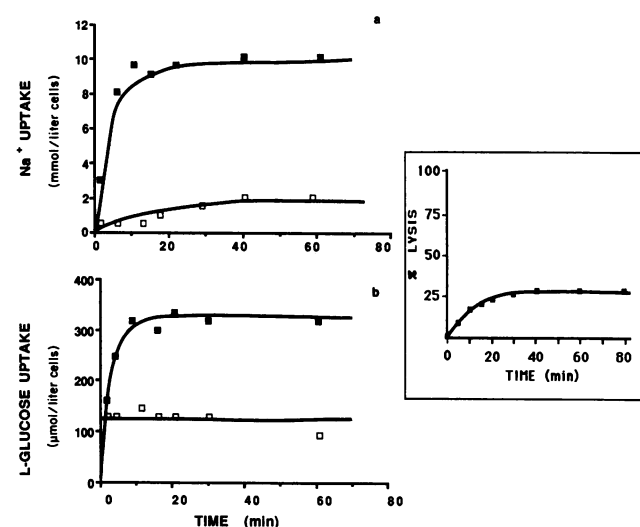 a
12
10
8
6
4
2
0
Na + UPTAKE
(mmol/liter cells)
0 20 40 60 80
b
400
300
200
100
0
L-GLUCOSE UPTAKE
(μmol/liter cells)
0 20 40 60 80
TIME (min)
100
75
50
25
% LYSIS
0 20 40 60 80
TIME (min)